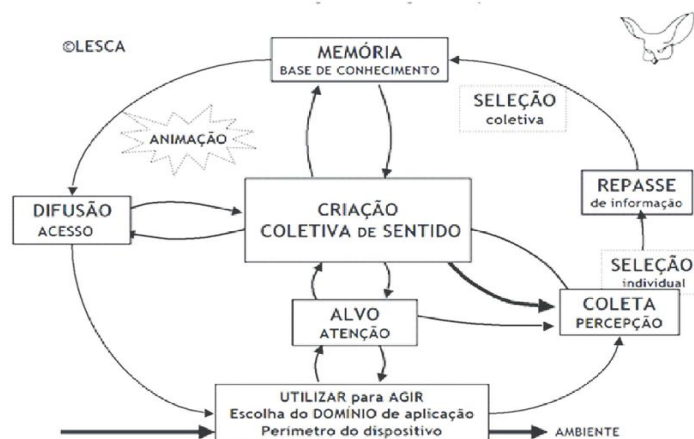 ©LESCA
MEMÓRIA
BASE DE CONHECIMENTO
SELEÇÃO
coletiva
ANIMAÇÃO
DIFUSÃO
ACESSO
CRIAÇÃO
COLETIVA DE SENTIDO
REPASSE
de informação
SELEÇÃO
individual
ALVO
ATENÇÃO
COLETA
PERCEPÇÃO
UTILIZAR para AGIR
Escolha do DOMÍNIO de aplicação
Perímetro do dispositivo
AMBIENTE